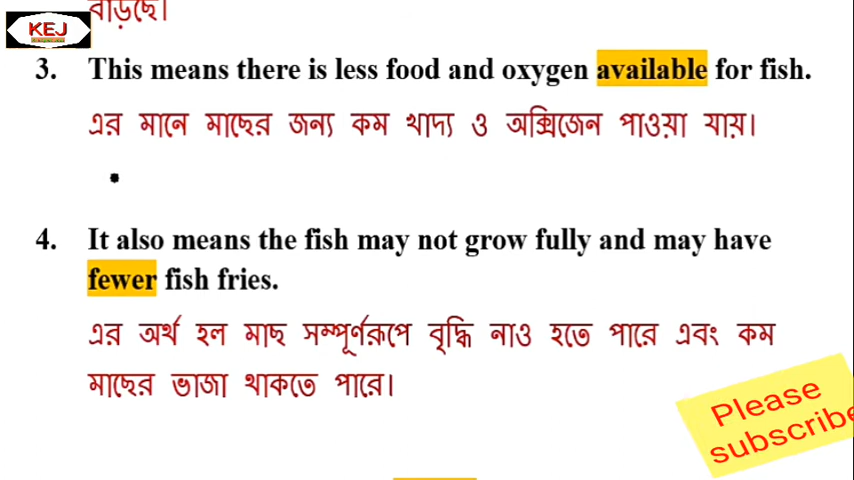 বাড়ছে।
KEJ
3. This means there is less food and oxygen available for fish.
এর মানে মাছের জন্য কম খাদ্য ও অক্সিজেন পাওয়া যায়।
4. It also means the fish may not grow fully and may have
fewer fish fries.
এর অর্থ হল মাছ সম্পূর্ণরূপে বৃদ্ধি নাও হতে পারে এবং কম
মাছের ভাজা থাকতে পারে।
Please
subscribe